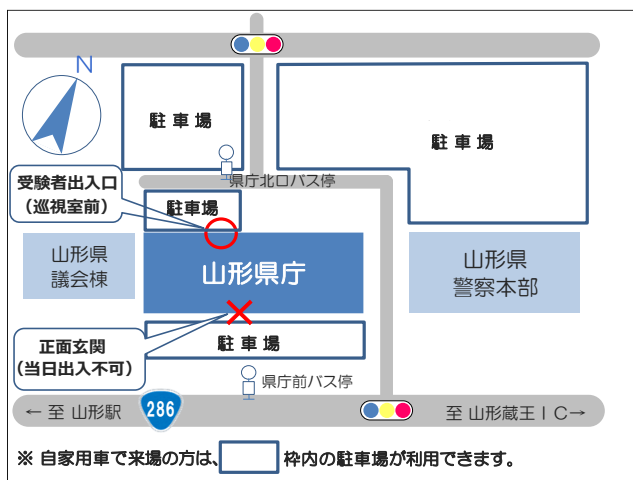 N
駐 車 場
駐 車 場
県庁北口バス停
受験者出入口
（巡視室前）
駐車場
山形県
議会棟
山形県庁
山形県
警察本部
正面玄関
（当日出入不可）
駐 車 場
県庁前バス停
← 至 山形駅
286
至 山形蔵王ＩＣ→
※ 自家用車で来場の方は、 枠内の駐車場が利用できます。